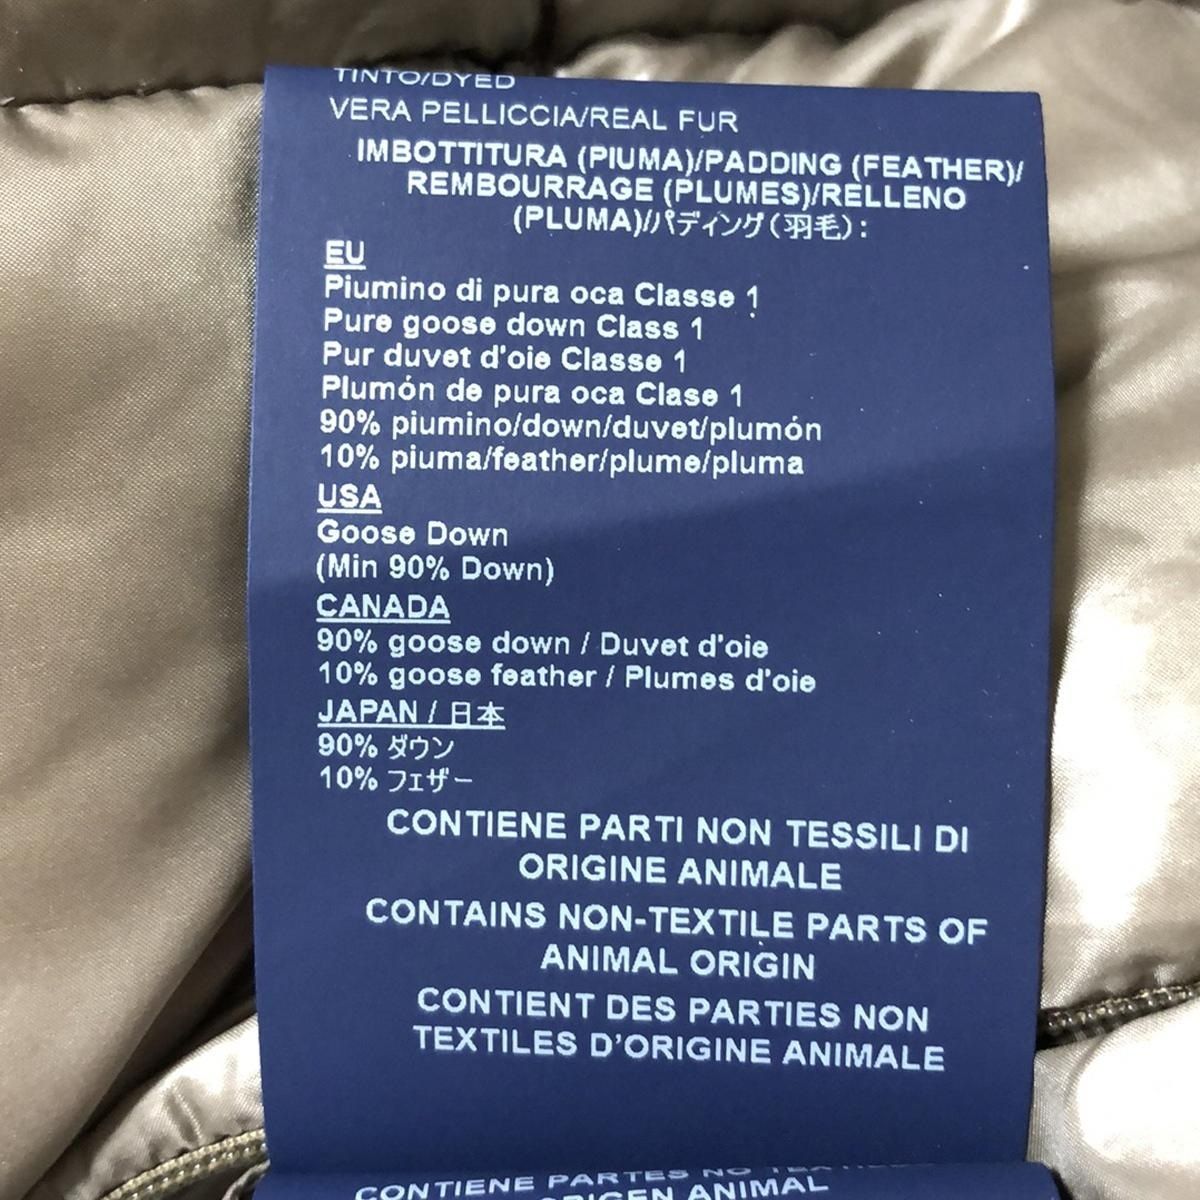 TINTO/DYED
VERA PELLICCIA/REAL FUR
IMBOTTITURA (PIUMA)/PADDING (FEATHER)/
REMBOURRAGE (PLUMES)/RELLENO
(PLUMA)/パディング(羽毛):
EU
Piumino di pura oca Classe 1
Pure goose down Class 1
Pur duvet d'oie Classe 1
Plumón de pura oca Clase 1
90% piumino/down/duvet/plumón
10% piuma/feather/plume/pluma
USA
Goose Down
(Min 90% Down)
CANADA
90% goose down / Duvet d'oie
10% goose feather / Plumes d'oie
JAPAN / 日本
90% ダウン
10% フェザー
CONTIENE PARTI NON TESSILI DI
ORIGINE ANIMALE
CONTAINS NON-TEXTILE PARTS OF
ANIMAL ORIGIN
CONTIENT DES PARTIES NON
TEXTILES D'ORIGINE ANIMALE
CONTIENE PARTES NO
ORIGEN ANIMAL